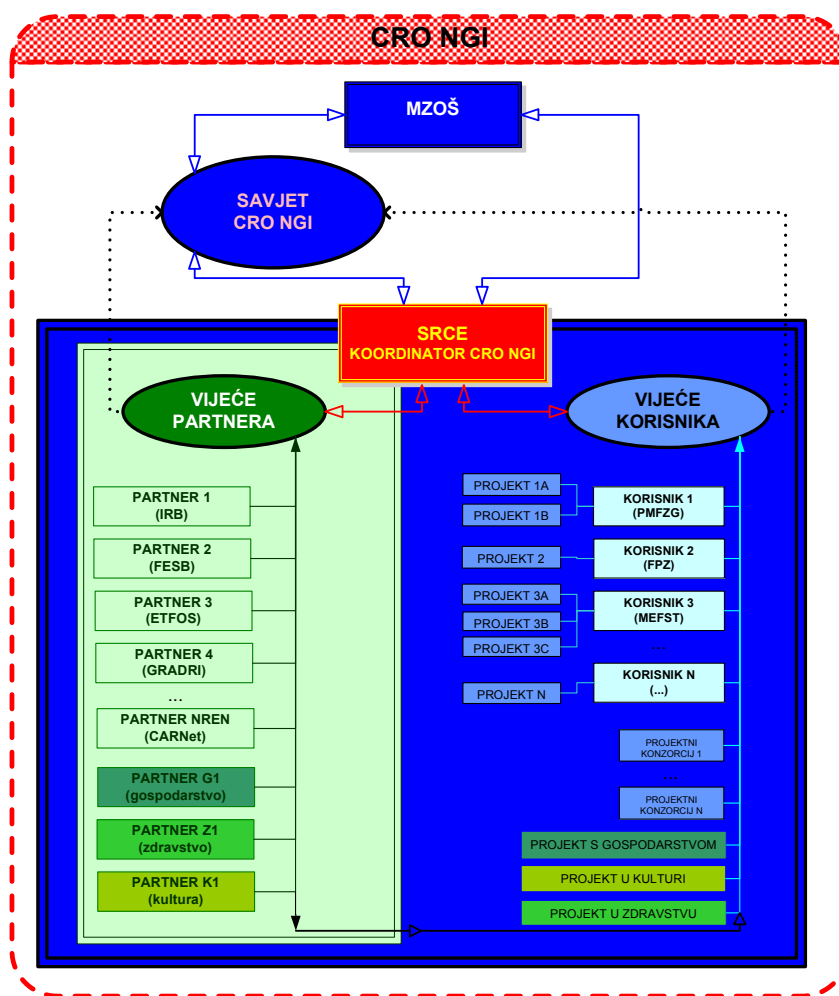 CRO NGI
MZOŠ
SAVJET
CRO NGI
SRCE
KOORDINATOR CRO NGI
VIJEĆE
PARTNERA
VIJEĆE
KORISNIKA
PARTNER 1
(IRB)
PARTNER 2
(FESB)
PARTNER 3
(ETFOS)
PARTNER 4
(GRADRI)
...
PARTNER NREN
(CARNet)
PARTNER G1
(gospodarstvo)
PARTNER Z1
(zdravstvo)
PARTNER K1
(kultura)
PROJEKT 1A
PROJEKT 1B
KORISNIK 1
(PMFZG)
PROJEKT 2
KORISNIK 2
(FPZ)
PROJEKT 3A
PROJEKT 3B
PROJEKT 3C
KORISNIK 3
(MEFST)
...
PROJEKT N
KORISNIK N
(...)
PROJEKTNI
KONZORCIJ 1
...
PROJEKTNI
KONZORCIJ N
PROJEKT S GOSPODARSTVOM
PROJEKT U KULTURI
PROJEKT U ZDRAVSTVU